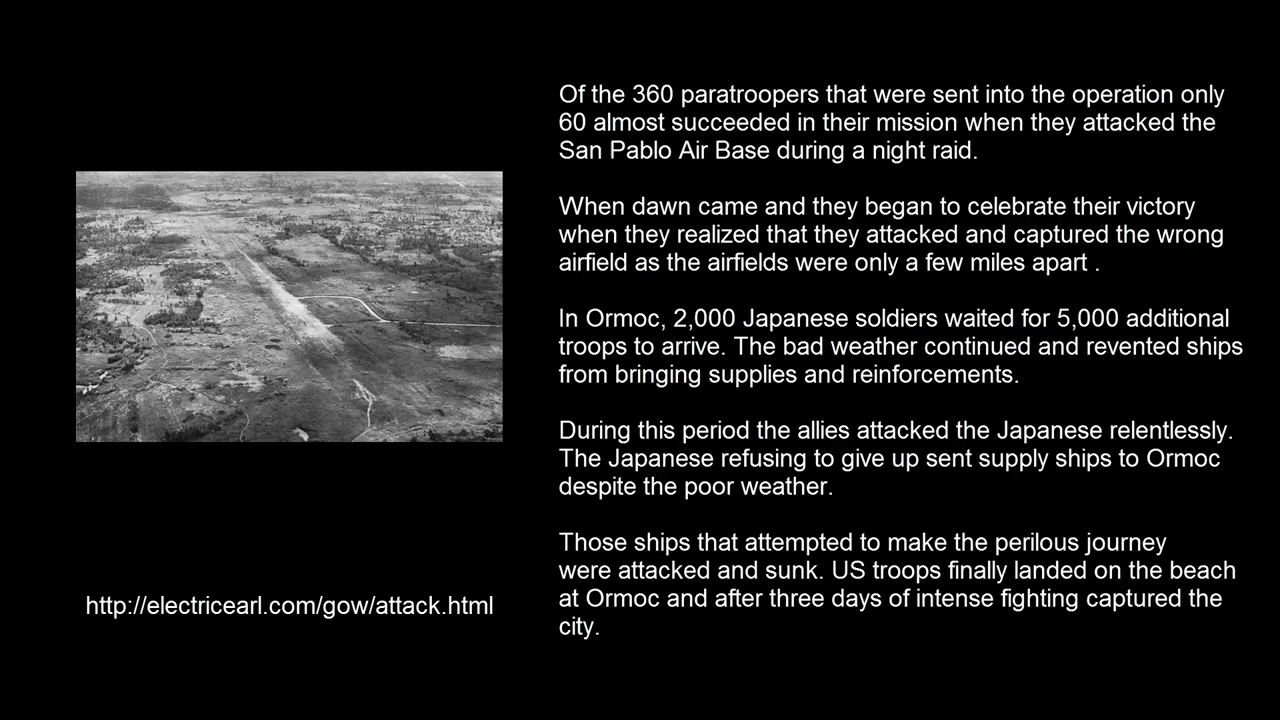 Of the 360 paratroopers that were sent into the operation only
60 almost succeeded in their mission when they attacked the
San Pablo Air Base during a night raid.
When dawn came and they began to celebrate their victory
when they realized that they attacked and captured the wrong
airfield as the airfields were only a few miles apart .
In Ormoc, 2,000 Japanese soldiers waited for 5,000 additional
troops to arrive. The bad weather continued and revented ships
from bringing supplies and reinforcements.
During this period the allies attacked the Japanese relentlessly.
The Japanese refusing to give up sent supply ships to Ormoc
despite the poor weather.
Those ships that attempted to make the perilous journey
were attacked and sunk. US troops finally landed on the beach
at Ormoc and after three days of intense fighting captured the
city.
http://electricearl.com/gow/attack.html